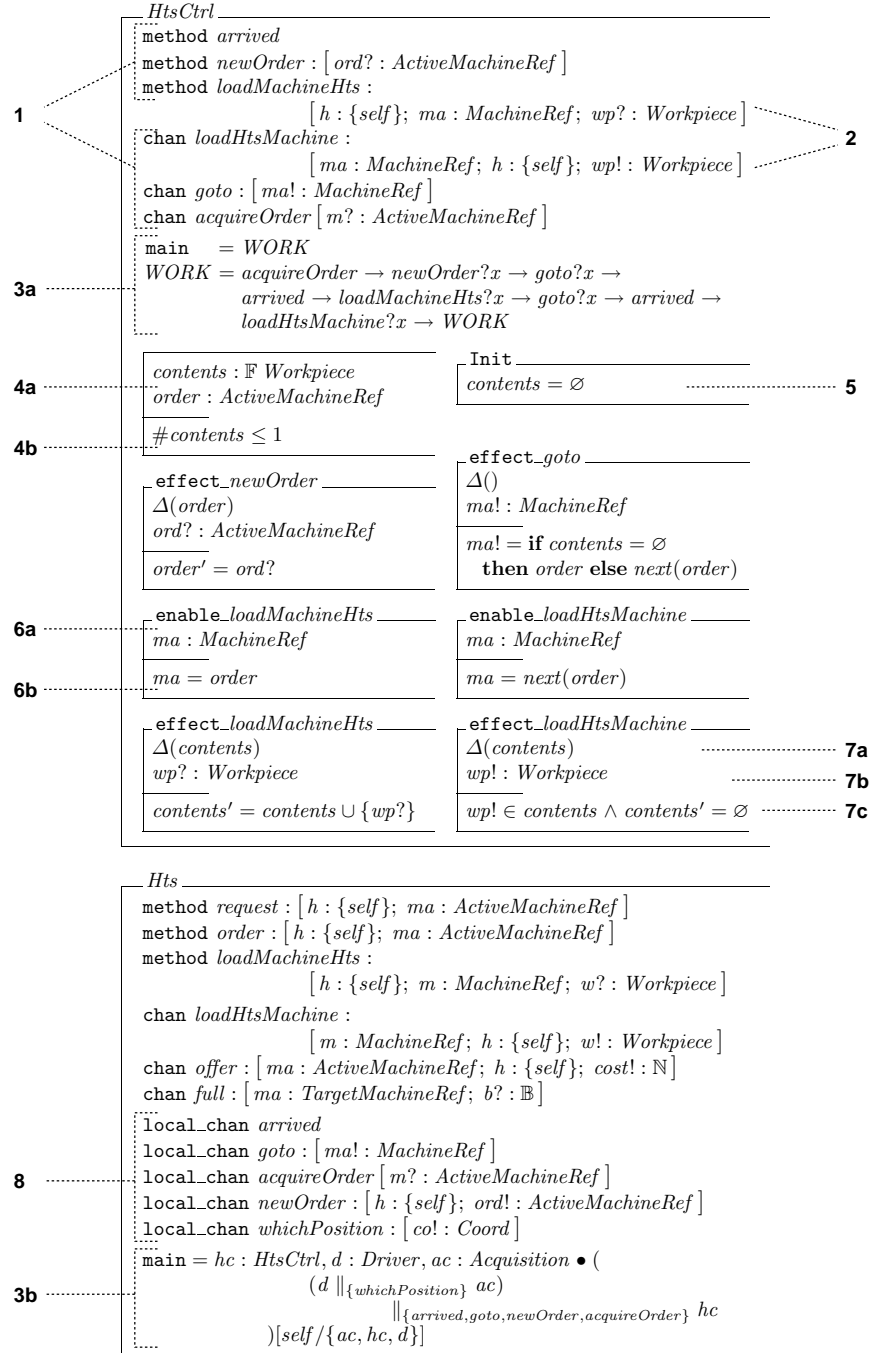 HtsCtrl
method arrived
method newOrder : [ ord? : ActiveMachineRef ]
method loadMachineHts :
1
[ h : {self}; ma : MachineRef; wp? : Workpiece ]
2
chan loadHtsMachine :
[ ma : MachineRef; h : {self}; wp! : Workpiece ]
chan goto : [ ma! : MachineRef ]
chan acquireOrder [ m? : ActiveMachineRef ]
main = WORK
3a
WORK = acquireOrder → newOrder?x → goto?x →
arrived → loadMachineHts?x → goto?x → arrived →
loadHtsMachine?x → WORK
4a
contents : 𝔽 Workpiece
order : ActiveMachineRef
4b
#contents ≤ 1
Init
contents = ∅
5
effect_newOrder
Δ(order)
ord? : ActiveMachineRef
order′ = ord?
effect_goto
Δ()
ma! : MachineRef
ma! = if contents = ∅
then order else next(order)
6a
enable_loadMachineHts
ma : MachineRef
6b
ma = order
enable_loadHtsMachine
ma : MachineRef
ma = next(order)
effect_loadMachineHts
Δ(contents)
wp? : Workpiece
contents′ = contents ∪ {wp?}
effect_loadHtsMachine
Δ(contents)
7a
wp! : Workpiece
7b
wp! ∈ contents ∧ contents′ = ∅
7c
Hts
method request : [ h : {self}; ma : ActiveMachineRef ]
method order : [ h : {self}; ma : ActiveMachineRef ]
method loadMachineHts :
[ h : {self}; m : MachineRef; w? : Workpiece ]
chan loadHtsMachine :
[ m : MachineRef; h : {self}; w! : Workpiece ]
chan offer : [ ma : ActiveMachineRef; h : {self}; cost! : ℕ ]
chan full : [ ma : TargetMachineRef; b? : 𝔹 ]
local_chan arrived
local_chan goto : [ ma! : MachineRef ]
8
local_chan acquireOrder [ m? : ActiveMachineRef ]
local_chan newOrder : [ h : {self}; ord! : ActiveMachineRef ]
local_chan whichPosition : [ co! : Coord ]
main = hc : HtsCtrl, d : Driver, ac : Acquisition • (
3b
(d ∥{whichPosition} ac)
∥{arrived,goto,newOrder,acquireOrder} hc
)[self/{ac, hc, d}]